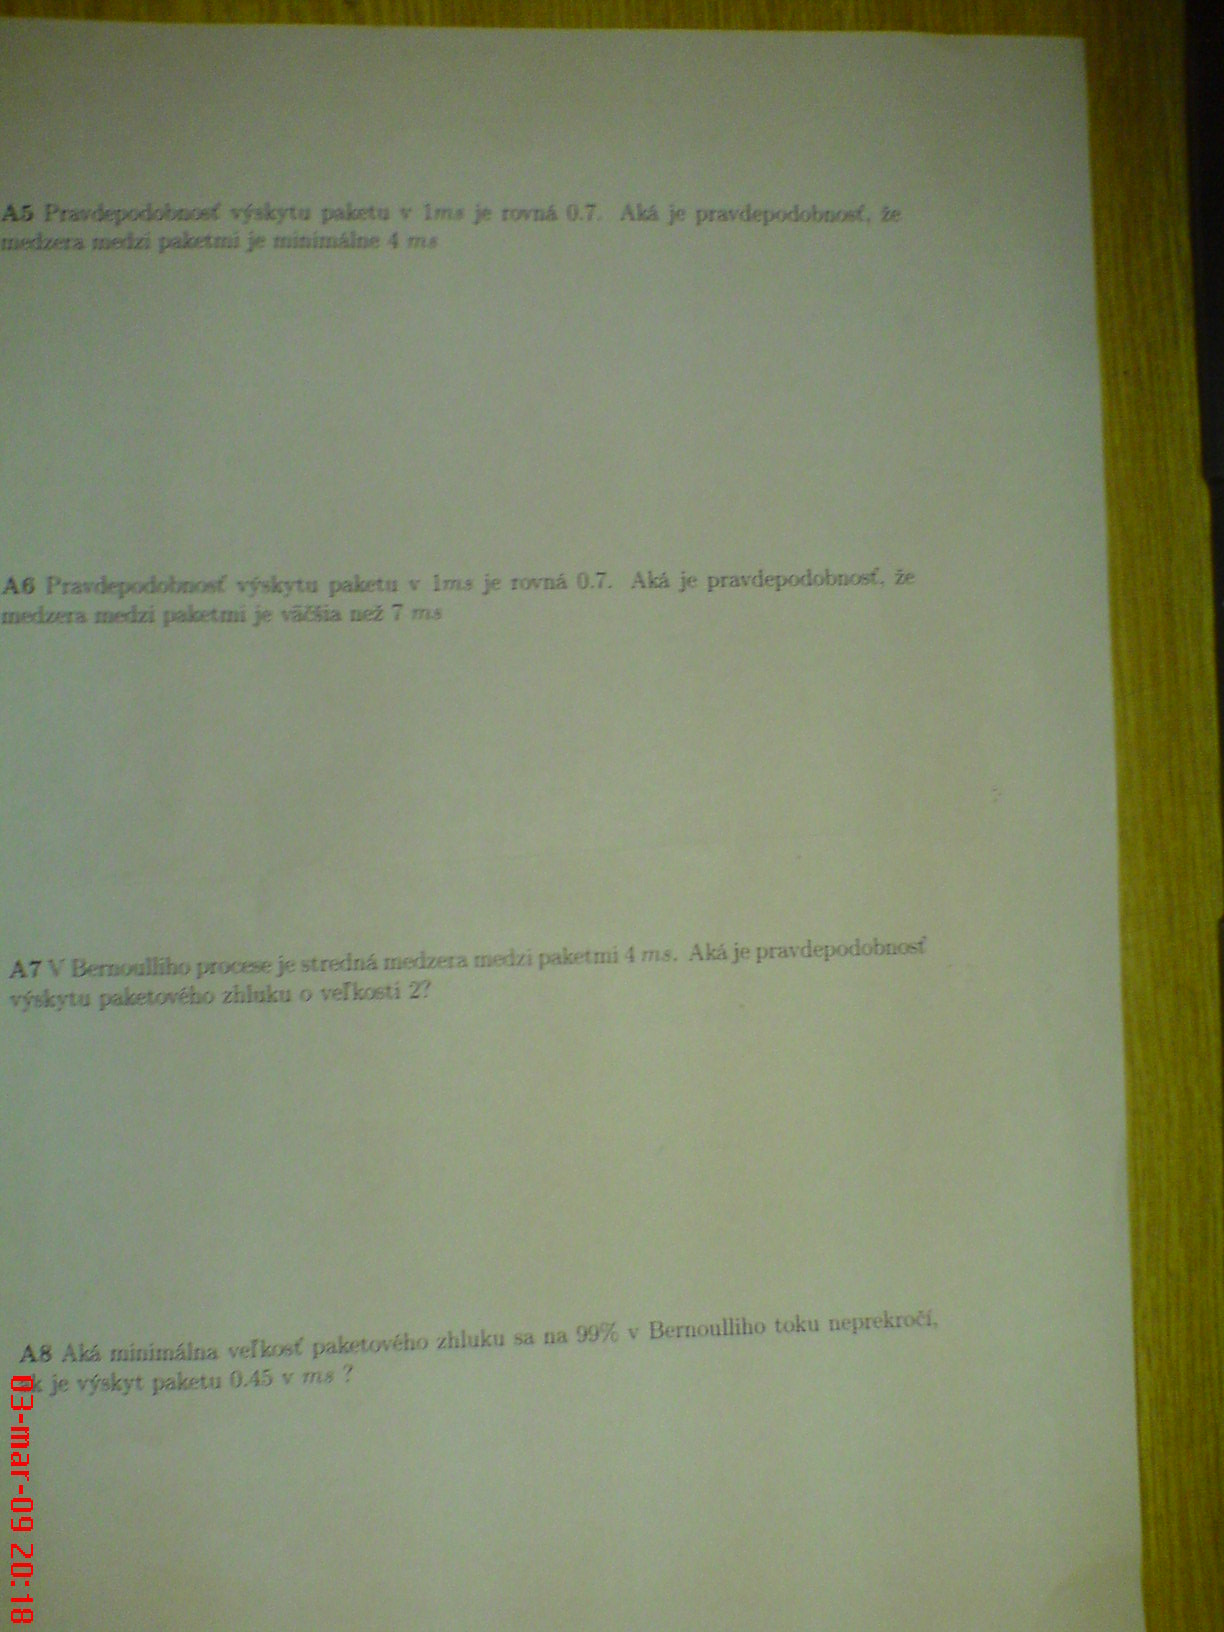 A5 Pravdepodobnosť výskytu paketu v 1ms je rovná 0.7. Aká je pravdepodobnosť, že
medzera medzi paketmi je minimálne 4 ms
A6 Pravdepodobnosť výskytu paketu v 1ms je rovná 0.7. Aká je pravdepodobnosť, že
medzera medzi paketmi je väčšia než 7 ms
A7 V Bernoulliho procese je stredná medzera medzi paketmi 4 ms. Aká je pravdepodobnosť
výskytu paketového zhluku o veľkosti 2?
A8 Aká minimálna veľkosť paketového zhluku sa na 99% v Bernoulliho toku neprekročí,
ak je výskyt paketu 0.45 v ms ?
03-mar-09 20:18